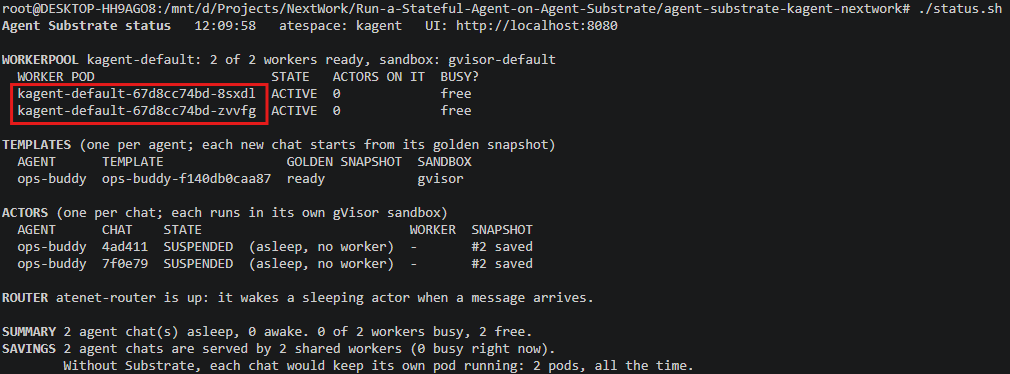 root@DESKTOP-HH9AGO8:/mnt/d/Projects/NextWork/Run-a-Stateful-Agent-on-Agent-Substrate/agent-substrate-kagent-nextwork# ./status.sh
Agent Substrate status   12:09:58   atespace: kagent   UI: http://localhost:8080
WORKERPOOL kagent-default: 2 of 2 workers ready, sandbox: gvisor-default
WORKER POD   STATE   ACTORS ON IT   BUSY?
kagent-default-67d8cc74bd-8sxdl   ACTIVE   0   free
kagent-default-67d8cc74bd-zvvfg   ACTIVE   0   free
TEMPLATES (one per agent; each new chat starts from its golden snapshot)
AGENT   TEMPLATE   GOLDEN SNAPSHOT   SANDBOX
ops-buddy   ops-buddy-f140db0caa87   ready   gvisor
ACTORS (one per chat; each runs in its own gVisor sandbox)
AGENT   CHAT   STATE   WORKER   SNAPSHOT
ops-buddy   4ad411   SUSPENDED   (asleep, no worker)   -   #2 saved
ops-buddy   7f0e79   SUSPENDED   (asleep, no worker)   -   #2 saved
ROUTER atenet-router is up: it wakes a sleeping actor when a message arrives.
SUMMARY 2 agent chat(s) asleep, 0 awake. 0 of 2 workers busy, 2 free.
SAVINGS 2 agent chats are served by 2 shared workers (0 busy right now).
Without Substrate, each chat would keep its own pod running: 2 pods, all the time.